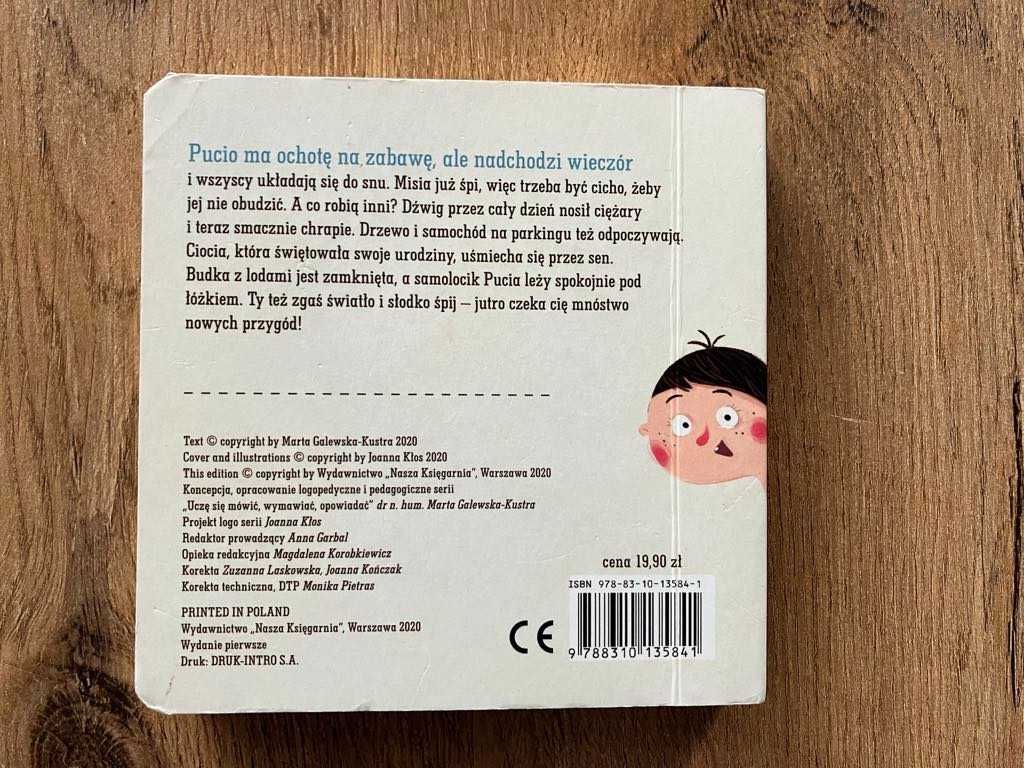 Pucio ma ochotę na zabawę, ale nadchodzi wieczór
i wszyscy układają się do snu. Misia już śpi, więc trzeba być cicho, żeby
jej nie obudzić. A co robią inni? Dźwig przez cały dzień nosił ciężary
i teraz smacznie chrapie. Drzewo i samochód na parkingu też odpoczywają.
Ciocia, która świętowała swoje urodziny, uśmiecha się przez sen.
Budka z lodami jest zamknięta, a samolocik Pucia leży spokojnie pod
łóżkiem. Ty też zgaś światło i słodko śpij – jutro czeka cię mnóstwo
nowych przygód!
Text © copyright by Marta Galewska-Kustra 2020
Cover and illustrations © copyright by Joanna Kłos 2020
This edition © copyright by Wydawnictwo „Nasza Księgarnia”, Warszawa 2020
Koncepcja, opracowanie logopedyczne i pedagogiczne serii
„Uczę się mówić, wymawiać, opowiadać” dr n. hum. Marta Galewska-Kustra
Projekt logo serii Joanna Kłos
Redaktor prowadzący Anna Garbal
Opieka redakcyjna Magdalena Korobkiewicz
Korekta Zuzanna Laskowska, Joanna Kończak
Korekta techniczna, DTP Monika Pietras
PRINTED IN POLAND
Wydawnictwo „Nasza Księgarnia”, Warszawa 2020
Wydanie pierwsze
Druk: DRUK-INTRO S.A.
CE
cena 19,90 zł
ISBN 978-83-10-13584-1
9 788310 135841